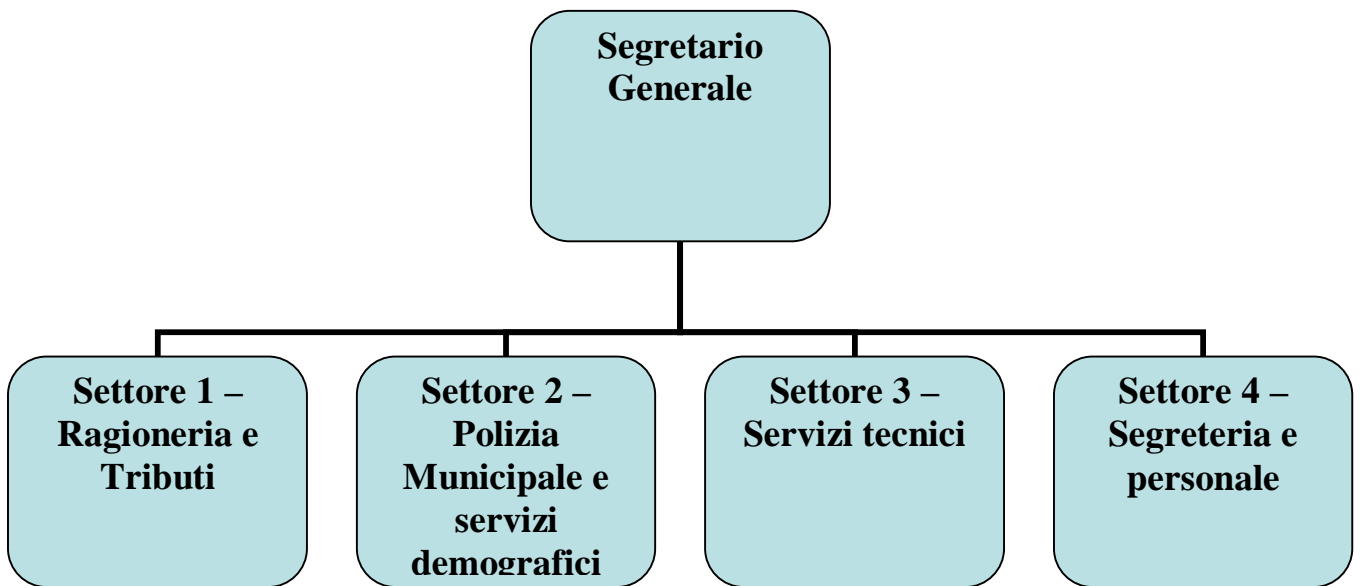 Segretario
Generale
Settore 1 –
Ragioneria e
Tributi
Settore 2 –
Polizia
Municipale e
servizi
demografici
Settore 3 –
Servizi tecnici
Settore 4 –
Segreteria e
personale